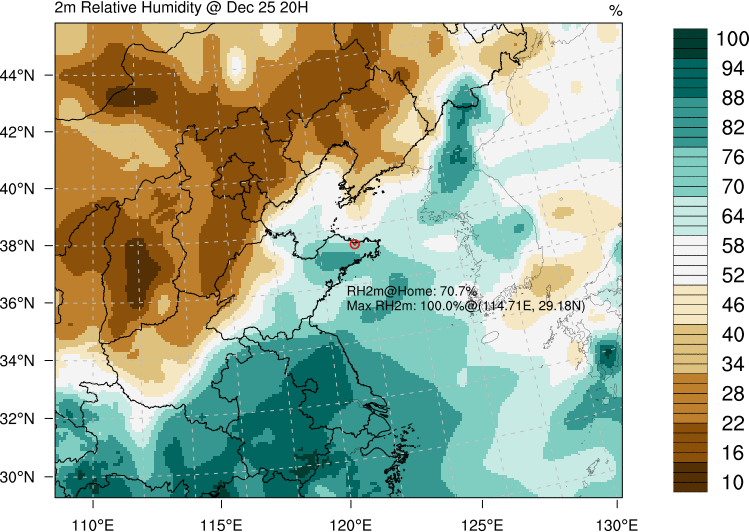 2m Relative Humidity @ Dec 25 20H
%
100
94
88
82
76
70
64
58
52
46
40
34
28
22
16
10
44°N
42°N
40°N
38°N
36°N
34°N
32°N
30°N
RH2m@Home: 70.7%
Max RH2m: 100.0%@(114.71E, 29.18N)
110°E
115°E
120°E
125°E
130°E